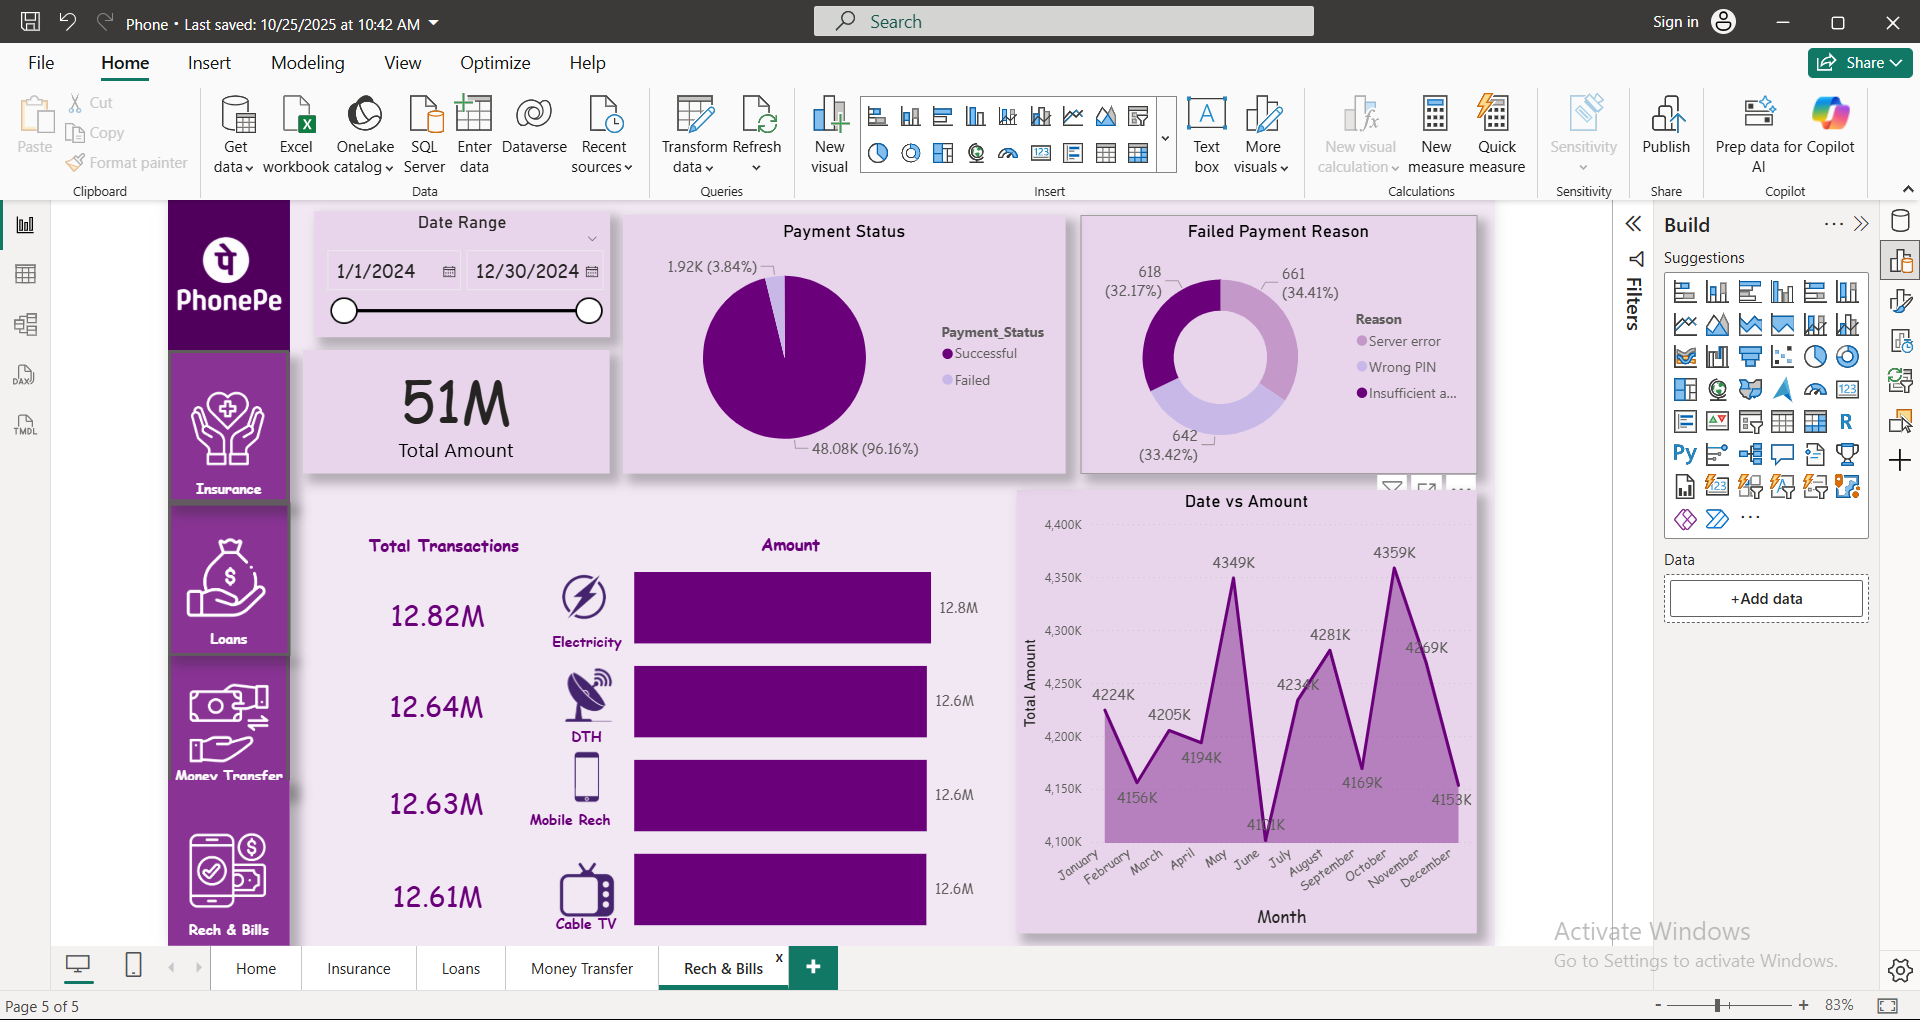 Phone • Last saved: 10/25/2025 at 10:42 AM
Search
Sign in
File
Home
Insert
Modeling
View
Optimize
Help
Share
Paste
Cut
Copy
Format painter
Clipboard
Get data
Excel workbook
OneLake catalog
SQL Server
Enter data
Dataverse
Recent sources
Data
Transform data
Refresh
Queries
New visual
Text box
More visuals
Insert
New visual calculation
New measure
Quick measure
Calculations
Sensitivity
Sensitivity
Publish
Share
Prep data for AI
Copilot
Copilot
DAX
TMDL
पे
PhonePe
Insurance
Loans
Money Transfer
Rech & Bills
Date Range
1/1/2024
12/30/2024
51M
Total Amount
Payment Status
1.92K (3.84%)
48.08K (96.16%)
Payment_Status
Successful
Failed
Failed Payment Reason
618
(32.17%)
661
(34.41%)
642
(33.42%)
Reason
Server error
Wrong PIN
Insufficient a...
Total Transactions
Amount
12.82M
Electricity
12.8M
12.64M
DTH
12.6M
12.63M
Mobile Rech
12.6M
12.61M
Cable TV
12.6M
Date vs Amount
Total Amount
4,400K
4,350K
4,300K
4,250K
4,200K
4,150K
4,100K
4224K
4156K
4205K
4194K
4349K
4101K
4234K
4281K
4169K
4359K
4269K
4153K
January
February
March
April
May
June
July
August
September
October
November
December
Month
Filters
Build
Suggestions
123
R
Py
123
Data
+Add data
Activate Windows
Go to Settings to activate Windows.
Home
Insurance
Loans
Money Transfer
Rech & Bills
x
+
Page 5 of 5
- + 83%